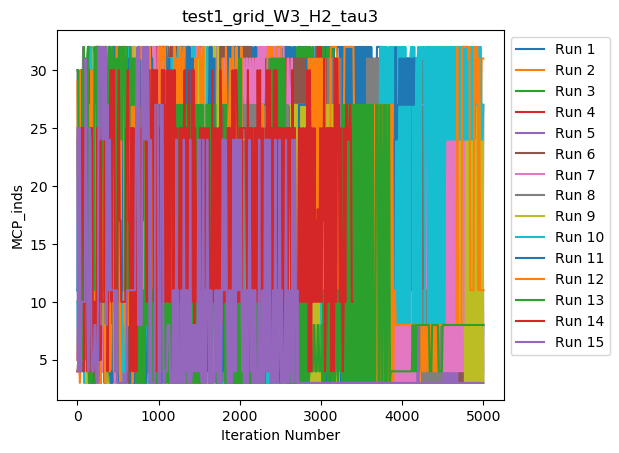 test1_grid_W3_H2_tau3
MCP_inds
30
25
20
15
10
5
0
1000
2000
3000
4000
5000
Iteration Number
Run 1
Run 2
Run 3
Run 4
Run 5
Run 6
Run 7
Run 8
Run 9
Run 10
Run 11
Run 12
Run 13
Run 14
Run 15